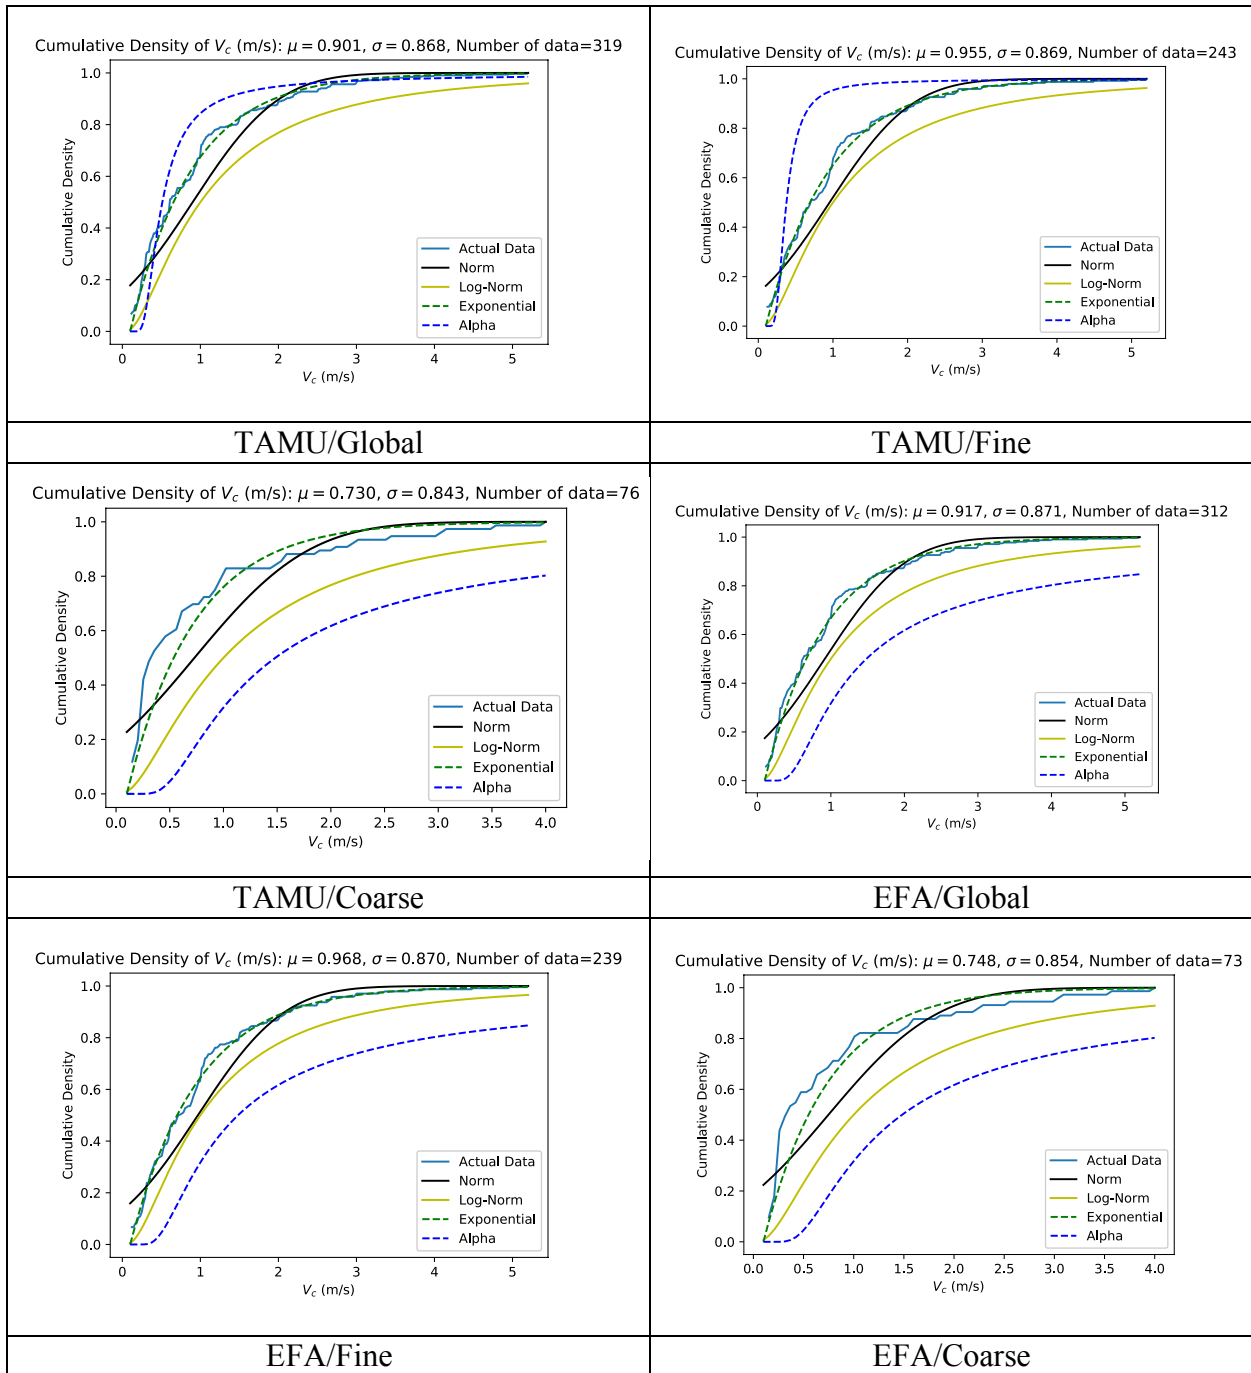 Cumulative Density of V_c (m/s): μ = 0.901, σ = 0.868, Number of data=319
1.0
0.8
0.6
0.4
0.2
0.0
Cumulative Density
Actual Data
Norm
Log-Norm
Exponential
Alpha
0 1 2 3 4 5
V_c (m/s)
TAMU/Global
Cumulative Density of V_c (m/s): μ = 0.955, σ = 0.869, Number of data=243
1.0
0.8
0.6
0.4
0.2
0.0
Cumulative Density
Actual Data
Norm
Log-Norm
Exponential
Alpha
0 1 2 3 4 5
V_c (m/s)
TAMU/Fine
Cumulative Density of V_c (m/s): μ = 0.730, σ = 0.843, Number of data=76
1.0
0.8
0.6
0.4
0.2
0.0
Cumulative Density
Actual Data
Norm
Log-Norm
Exponential
Alpha
0.0 0.5 1.0 1.5 2.0 2.5 3.0 3.5 4.0
V_c (m/s)
TAMU/Coarse
Cumulative Density of V_c (m/s): μ = 0.917, σ = 0.871, Number of data=312
1.0
0.8
0.6
0.4
0.2
0.0
Cumulative Density
Actual Data
Norm
Log-Norm
Exponential
Alpha
0 1 2 3 4 5
V_c (m/s)
EFA/Global
Cumulative Density of V_c (m/s): μ = 0.968, σ = 0.870, Number of data=239
1.0
0.8
0.6
0.4
0.2
0.0
Cumulative Density
Actual Data
Norm
Log-Norm
Exponential
Alpha
0 1 2 3 4 5
V_c (m/s)
EFA/Fine
Cumulative Density of V_c (m/s): μ = 0.748, σ = 0.854, Number of data=73
1.0
0.8
0.6
0.4
0.2
0.0
Cumulative Density
Actual Data
Norm
Log-Norm
Exponential
Alpha
0.0 0.5 1.0 1.5 2.0 2.5 3.0 3.5 4.0
V_c (m/s)
EFA/Coarse